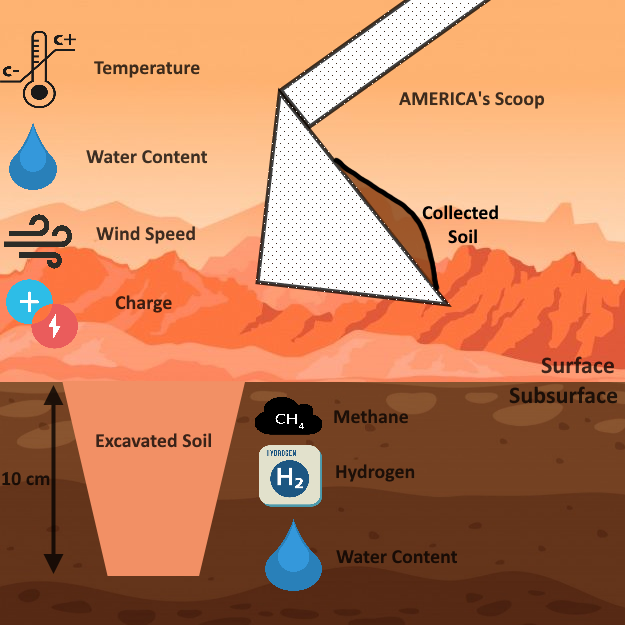 C+
C-
Temperature
AMERICA's Scoop
Water Content
Collected
Soil
Wind Speed
+
Charge
Surface
Subsurface
CH4
Methane
Excavated Soil
HYDROGEN
H2
Hydrogen
10 cm
Water Content